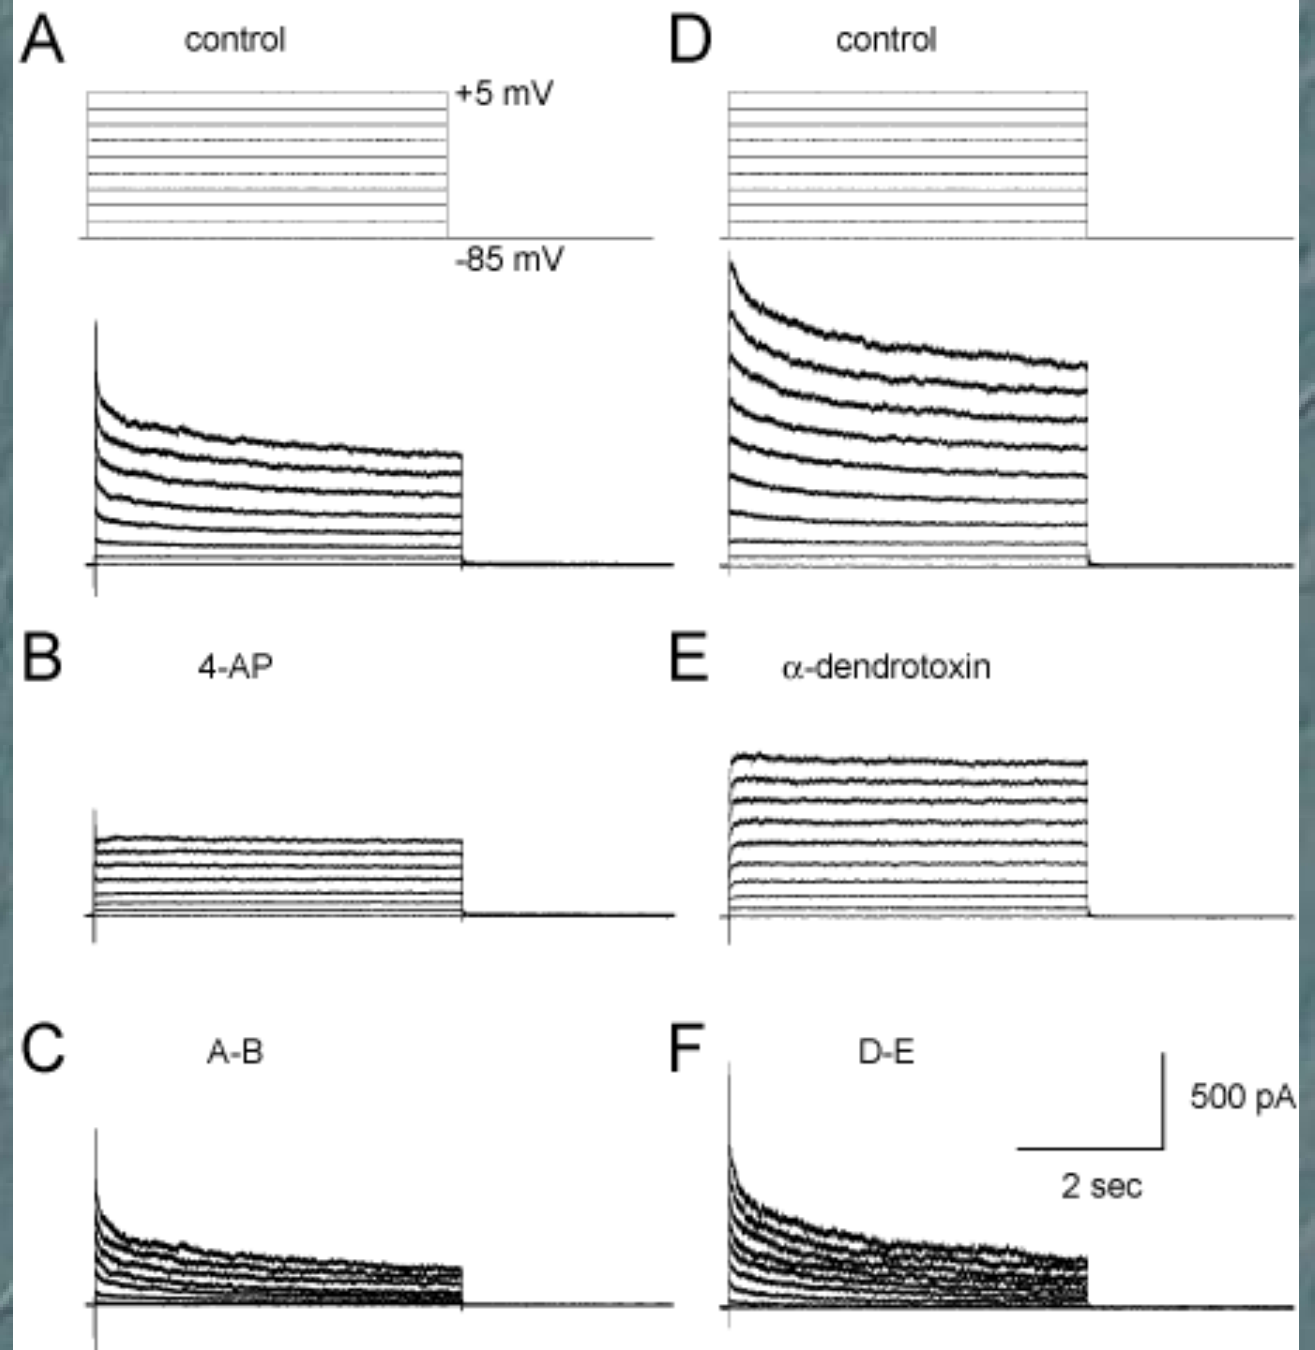 A
control
+5 mV
-85 mV
B
4-AP
C
A-B
D
control
E
α-dendrotoxin
F
D-E
500 pA
2 sec